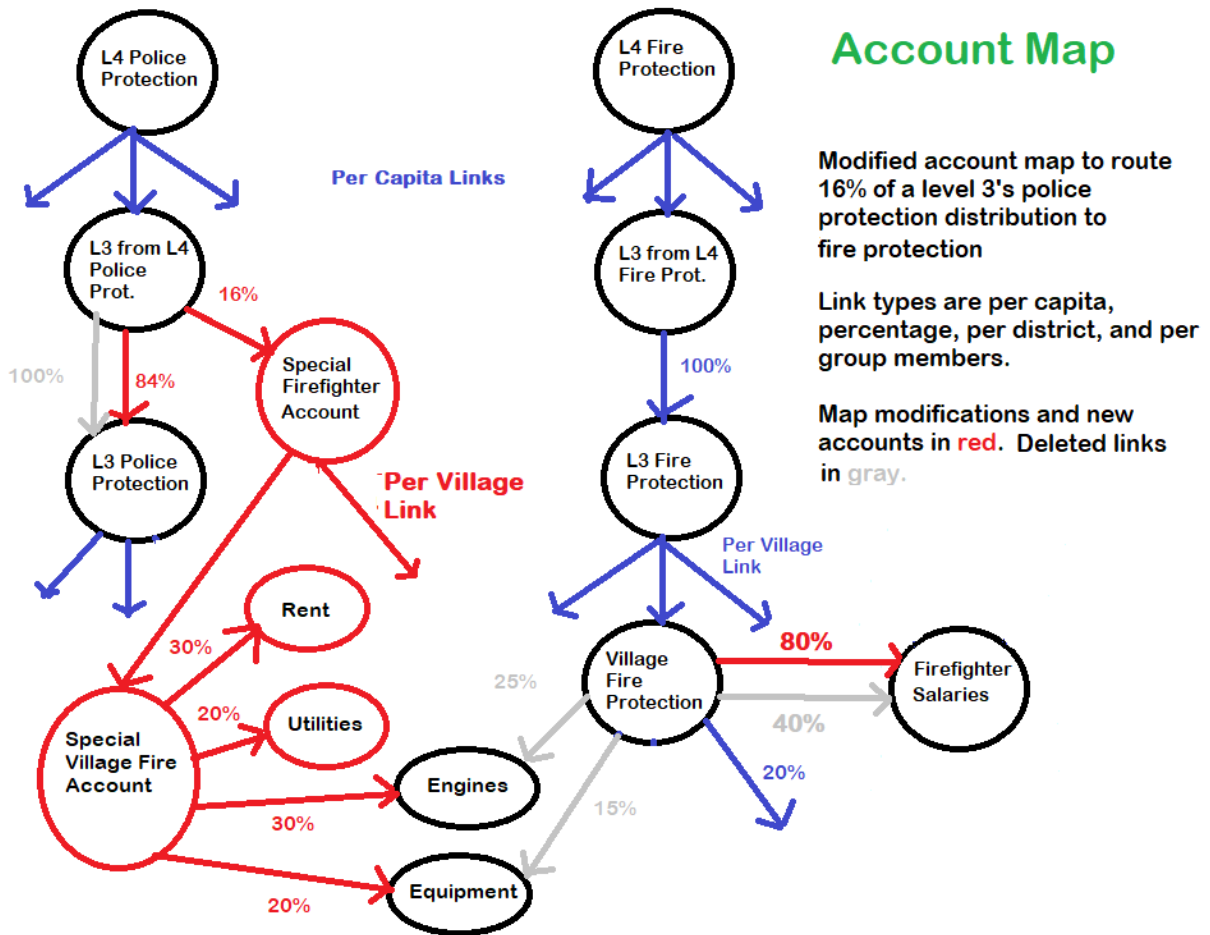 Account Map
L4 Police
Protection
L4 Fire
Protection
Per Capita Links
Modified account map to route
16% of a level 3's police
protection distribution to
fire protection
Link types are per capita,
percentage, per district, and per
group members.
Map modifications and new
accounts in red. Deleted links
in gray.
L3 from L4
Police
Prot.
16%
L3 from L4
Fire Prot.
100%
84%
Special
Firefighter
Account
100%
L3 Police
Protection
Per Village
Link
L3 Fire
Protection
Per Village
Link
Rent
30%
Village
Fire
Protection
80%
40%
Firefighter
Salaries
25%
20%
Utilities
20%
Special
Village Fire
Account
Engines
30%
15%
Equipment
20%